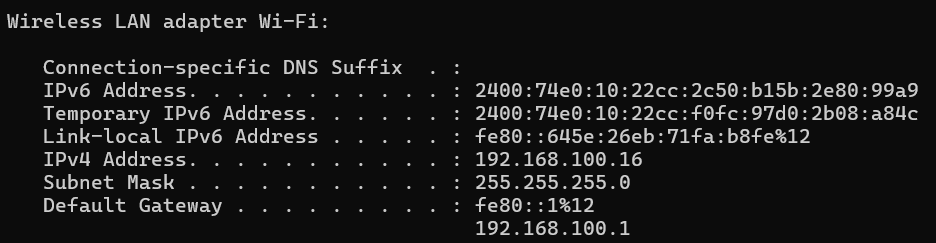 Wireless LAN adapter Wi-Fi:
Connection-specific DNS Suffix  . :
IPv6 Address. . . . . . . . . . . : 2400:74e0:10:22cc:2c50:b15b:2e80:99a9
Temporary IPv6 Address. . . . . . : 2400:74e0:10:22cc:f0fc:97d0:2b08:a84c
Link-local IPv6 Address . . . . . : fe80::645e:26eb:71fa:b8fe%12
IPv4 Address. . . . . . . . . . . : 192.168.100.16
Subnet Mask . . . . . . . . . . . : 255.255.255.0
Default Gateway . . . . . . . . . : fe80::1%12
192.168.100.1